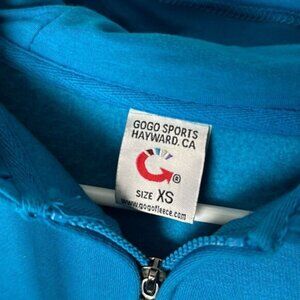 GOGO SPORTS
HAYWARD, CA
®
SIZE XS
www.gogofleece.com